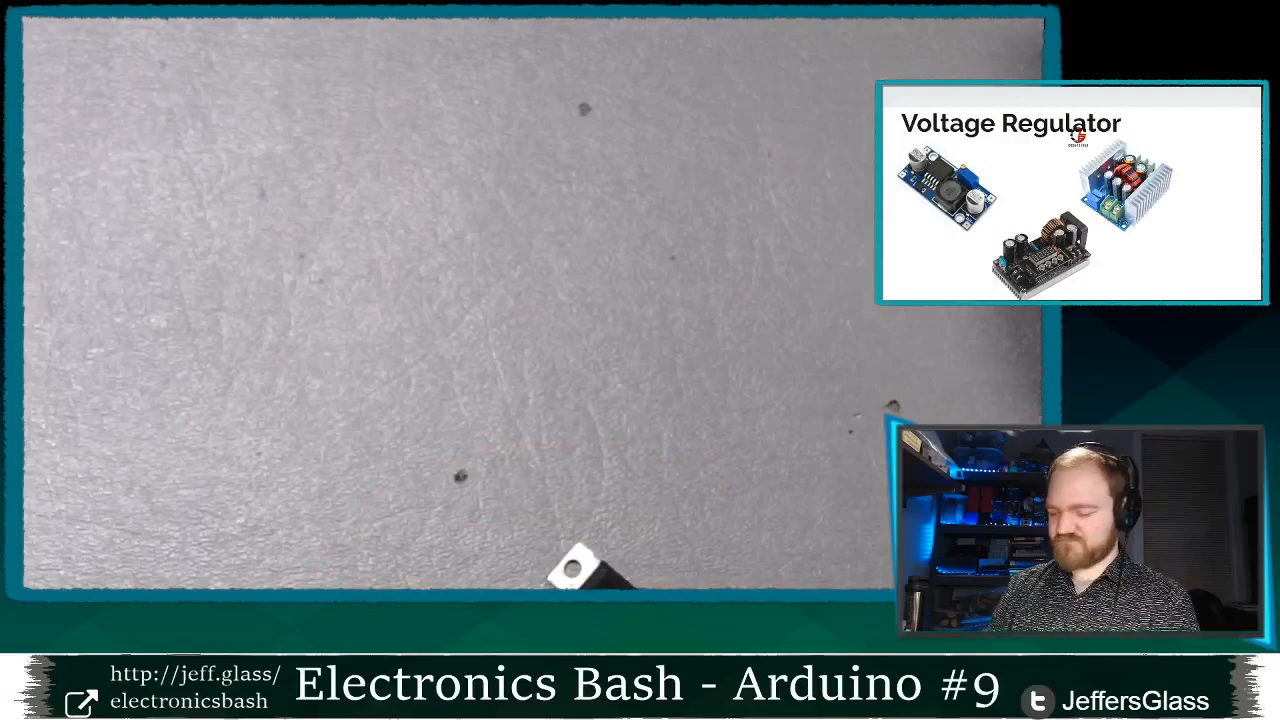 Voltage Regulator
http://jeff.glass/
electronicsbash
Electronics Bash - Arduino #9
JeffersGlass